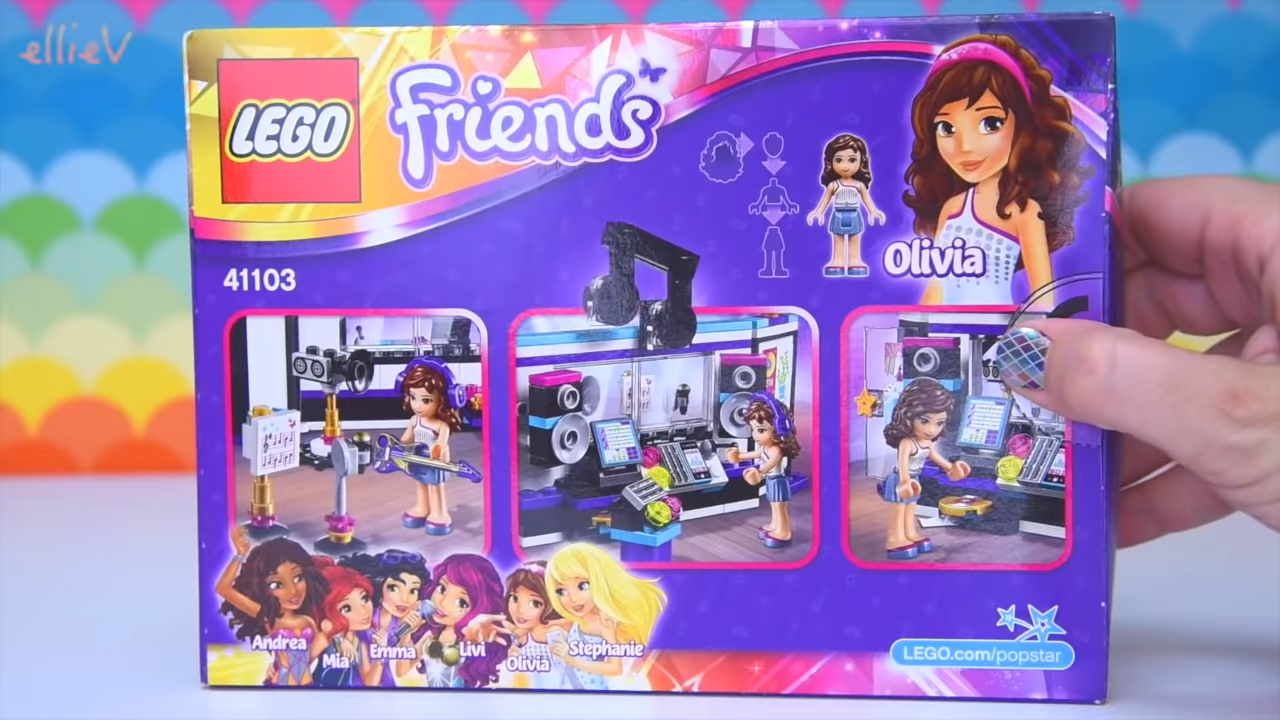 ellieV
LEGO
Friends
Olivia
41103
Andrea
Mia
Emma
Livi
Olivia
Stephanie
LEGO.com/popstar